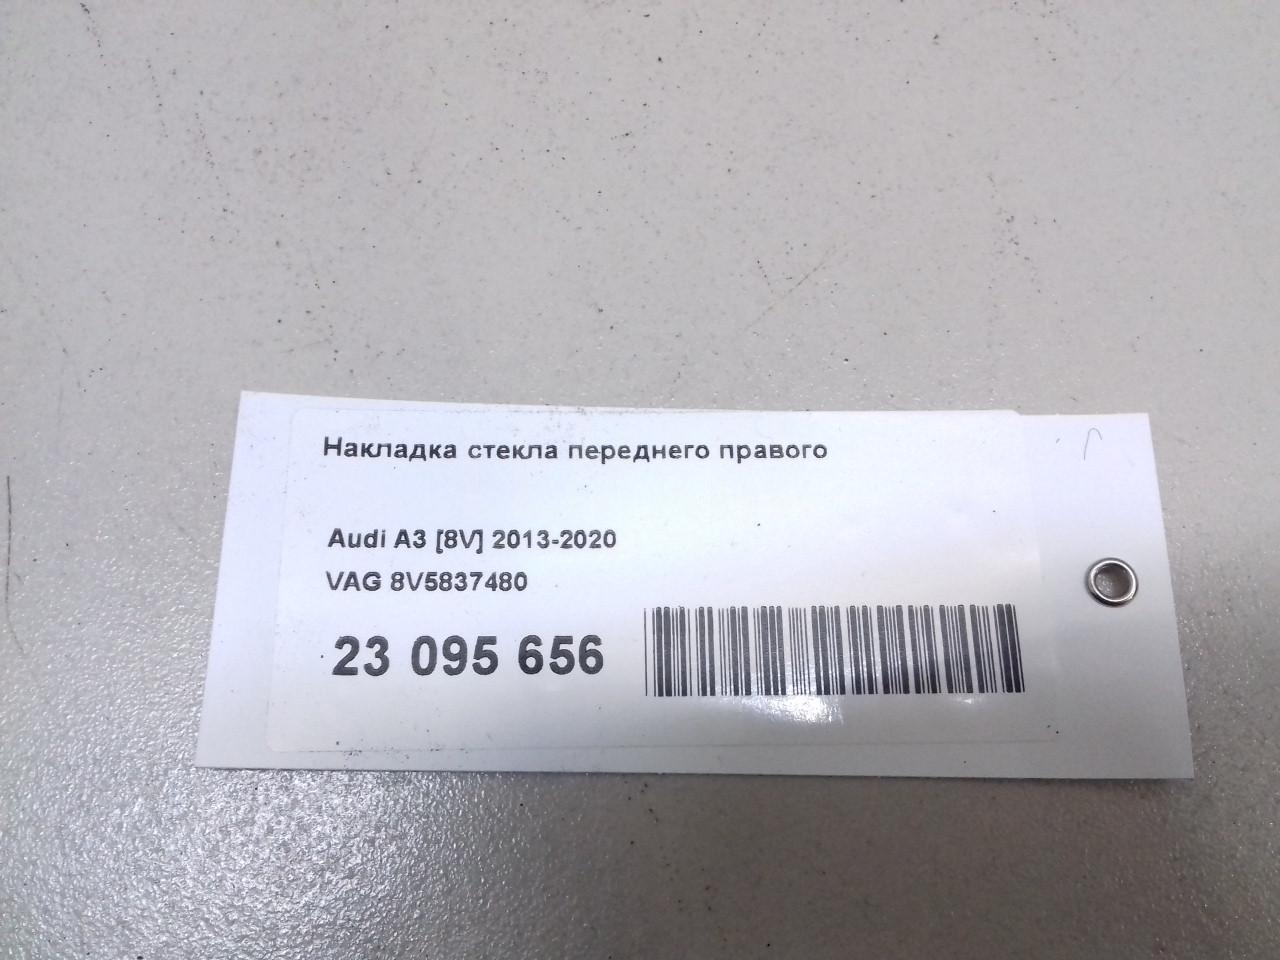 Накладка стекла переднего правого
Audi A3 [8V] 2013-2020
VAG 8V5837480
23 095 656